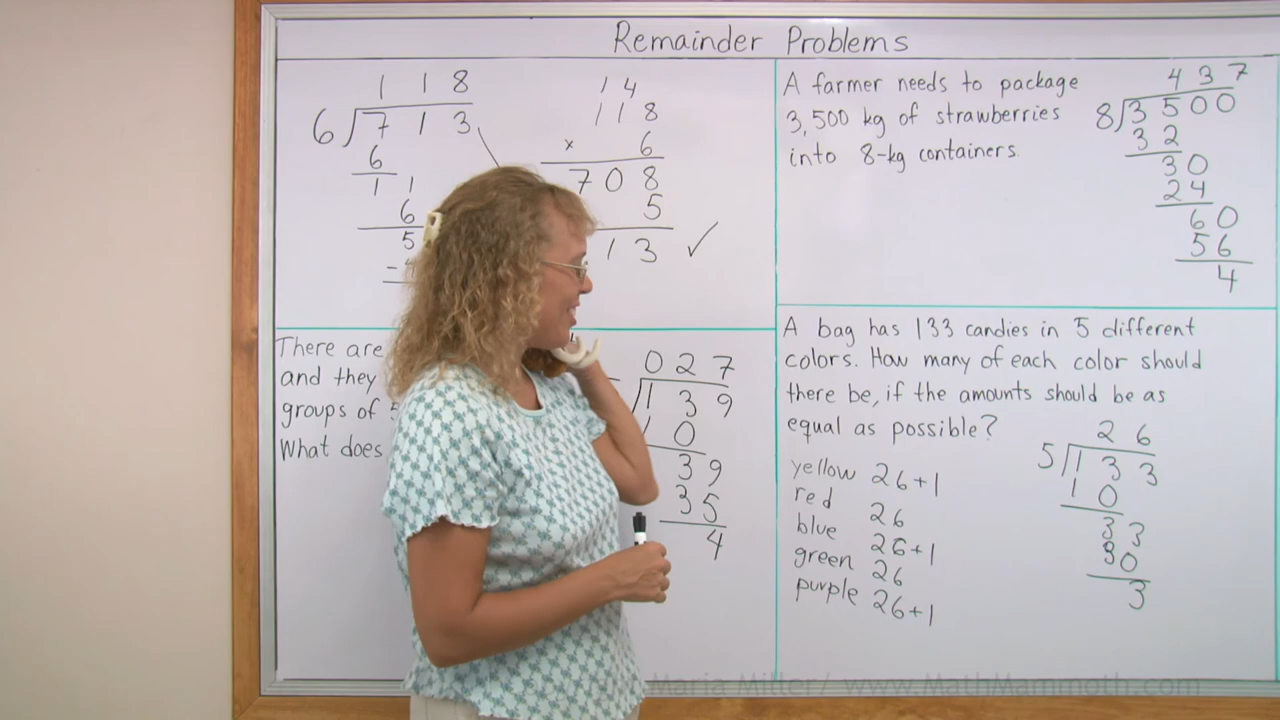 Remainder Problems
1 1 8
6 7 1 3
6
1 1
6
5
1 4
1 1 8
x 6
7 0 8
5
1 3 ✓
A farmer needs to package
3,500 kg of strawberries
into 8-kg containers.
4 3 7
8 3 5 0 0
3 2
3 0
2 4
6 0
5 6
4
There are
and they
groups of
What does
0 2 7
1 3 9
1 0
3 9
3 5
4
A bag has 133 candies in 5 different
colors. How many of each color should
there be, if the amounts should be as
equal as possible?
yellow 26+1
red 26
blue 26+1
green 26
purple 26+1
2 6
5 1 3 3
1 0
3 3
3 0
3
Maria Miller / www.MathMammoth.com